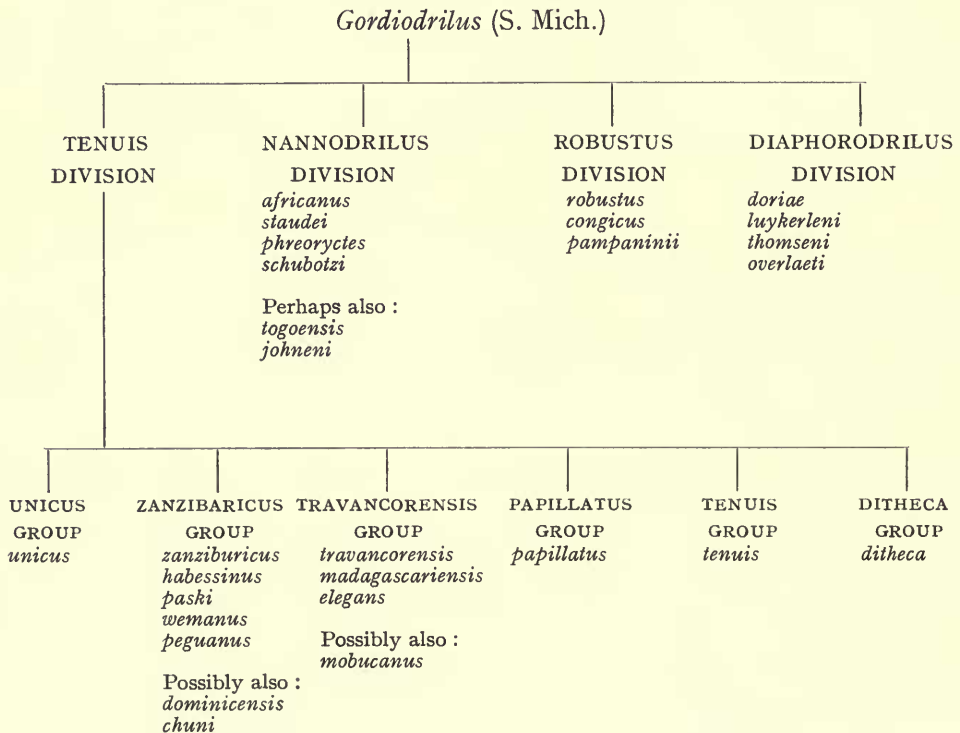 Gordiodrilus (S. Mich.)
TENUIS
DIVISION
NANNODRILUS
DIVISION
africanus
staudei
phreoryctes
schubotzi
Perhaps also :
togoensis
johneni
ROBUSTUS
DIVISION
robustus
congicus
pampaninii
DIAPHORODRILUS
DIVISION
doriae
luykerleni
thomseni
overlaeti
UNICUS
GROUP
unicus
ZANZIBARICUS
GROUP
zanziburicus
habessinus
paski
wemanus
peguanus
Possibly also :
dominicensis
chuni
TRAVANCORENSIS
GROUP
travancorensis
madagascariensis
elegans
Possibly also :
mobucanus
PAPILLATUS
GROUP
papillatus
TENUIS
GROUP
tenuis
DITHECA
GROUP
ditheca